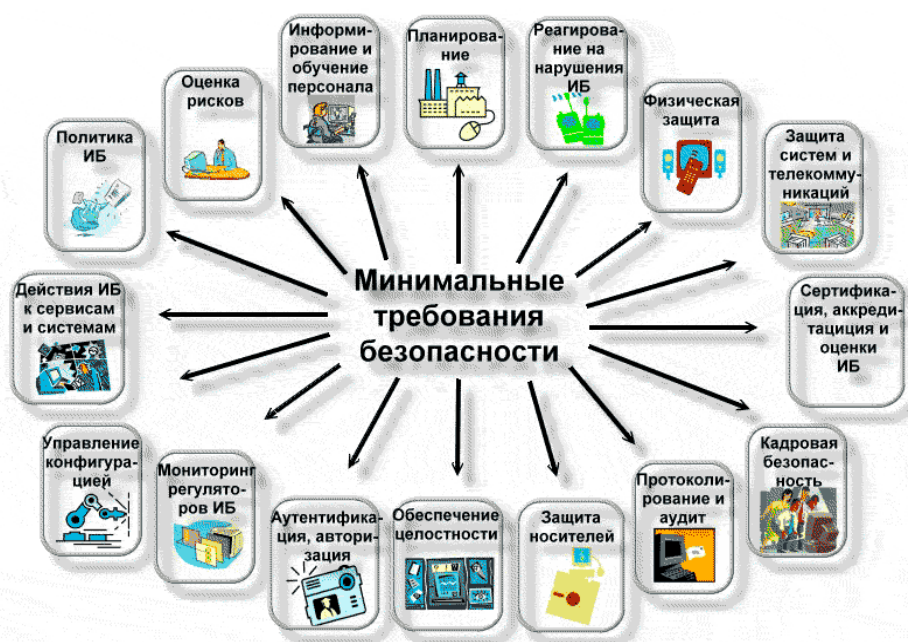 Минимальные
требования
безопасности
Политика
ИБ
Оценка
рисков
Информи-
рование и
обучение
персонала
Планирова-
ние
Реагирова-
ние на
нарушения
ИБ
Физическая
защита
Защита
систем и
телекомму-
никаций
Сертифика-
ция, аккреди-
тациция и
оценки
ИБ
Кадровая
безопас-
ность
Протоколи-
рование и
аудит
Защита
носителей
Обеспечение
целостности
Аутентифика-
ция, автори-
зация
Мониторинг
регулято-
ров ИБ
Управление
конфигура-
цией
Действия ИБ
к сервисам
и системам